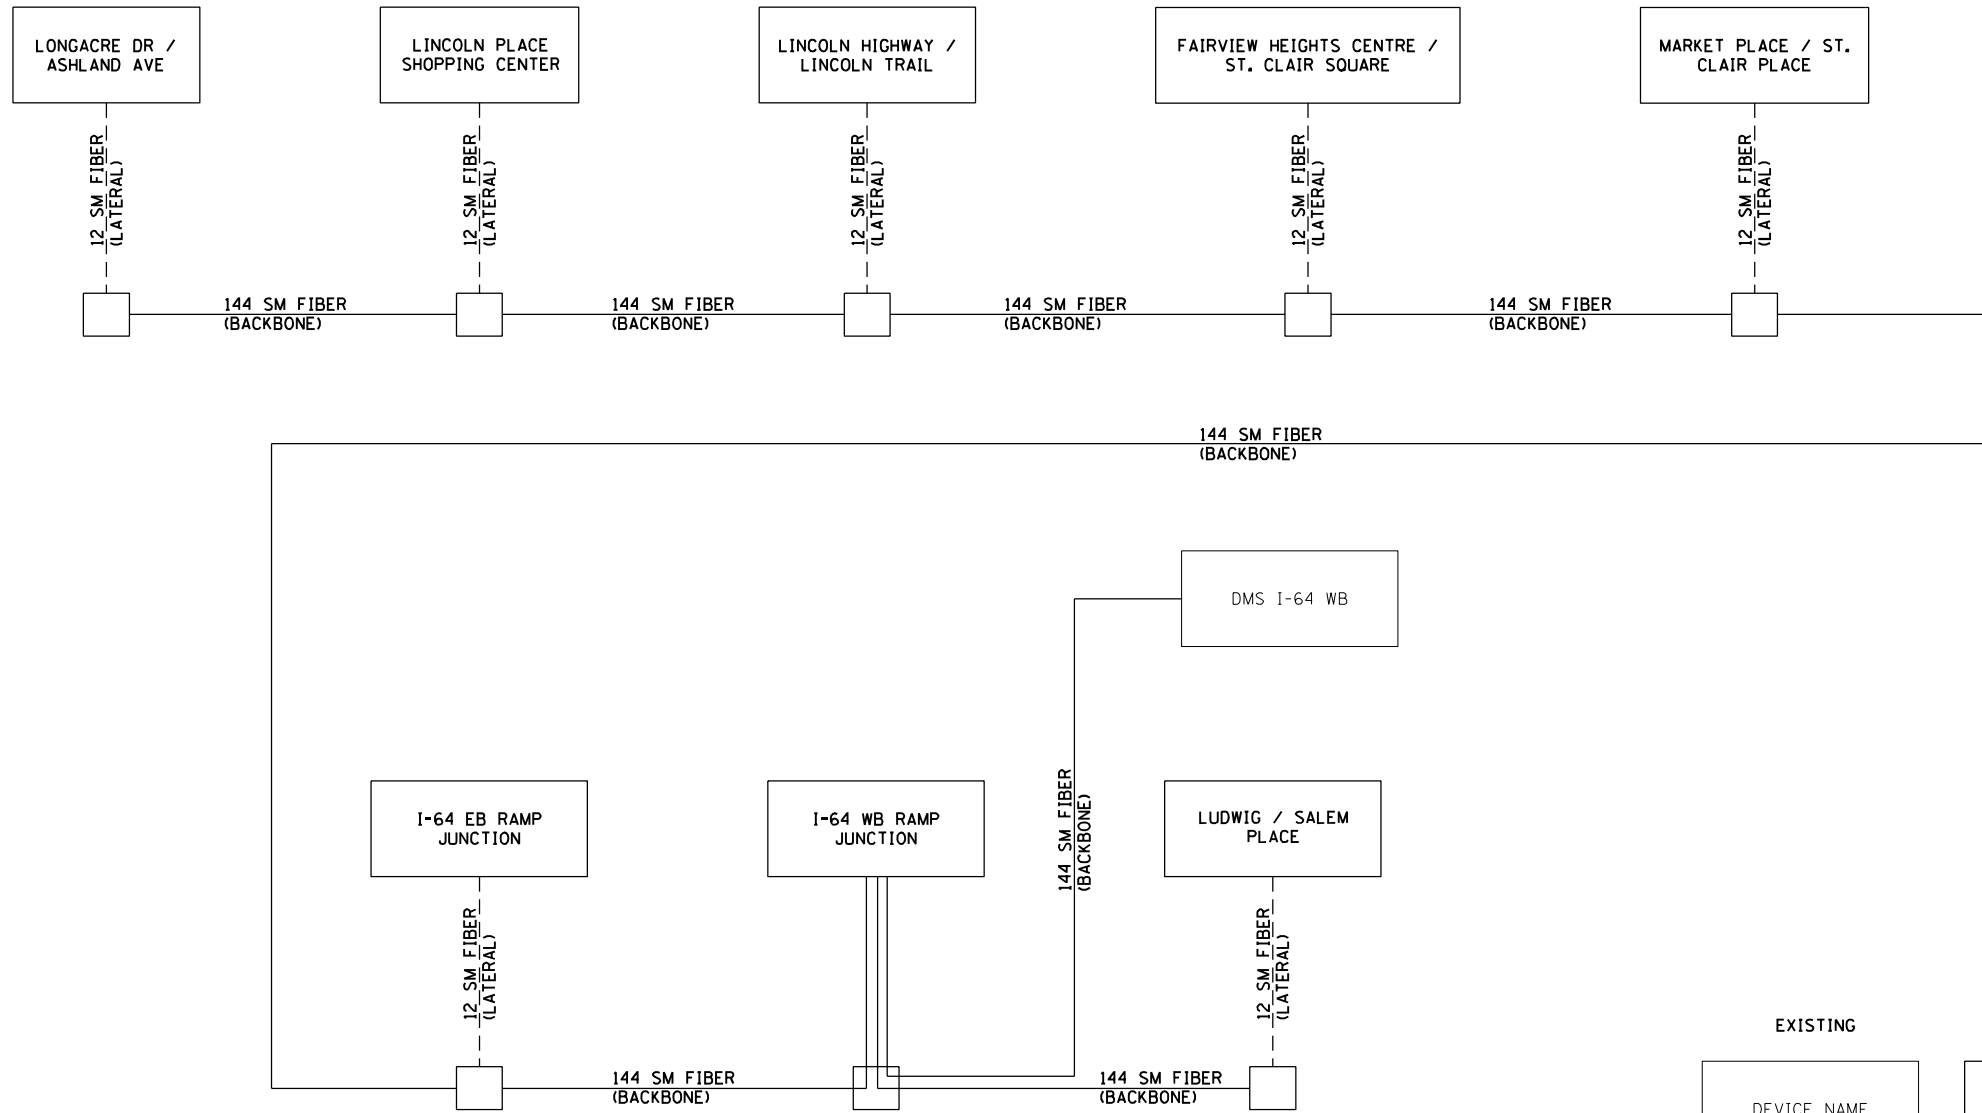 LONGACRE DR /
ASHLAND AVE
LINCOLN PLACE
SHOPPING CENTER
LINCOLN HIGHWAY /
LINCOLN TRAIL
FAIRVIEW HEIGHTS CENTRE /
ST. CLAIR SQUARE
MARKET PLACE / ST.
CLAIR PLACE
12 SM FIBER
(LATERAL)
12 SM FIBER
(LATERAL)
12 SM FIBER
(LATERAL)
12 SM FIBER
(LATERAL)
12 SM FIBER
(LATERAL)
144 SM FIBER
(BACKBONE)
144 SM FIBER
(BACKBONE)
144 SM FIBER
(BACKBONE)
144 SM FIBER
(BACKBONE)
144 SM FIBER
(BACKBONE)
DMS I-64 WB
144 SM FIBER
(BACKBONE)
I-64 EB RAMP
JUNCTION
I-64 WB RAMP
JUNCTION
LUDWIG / SALEM
PLACE
12 SM FIBER
(LATERAL)
12 SM FIBER
(LATERAL)
144 SM FIBER
(BACKBONE)
144 SM FIBER
(BACKBONE)
EXISTING
DEVICE NAME